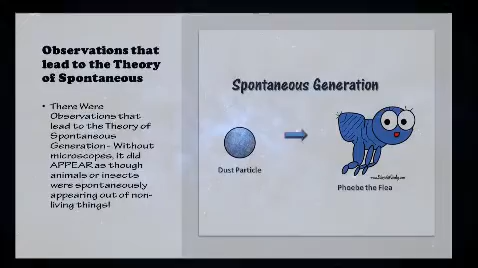 Observations that
lead to the Theory
of Spontaneous
• There Were
Observations that
lead to the Theory of
Spontaneous
Generation- Without
microscopes, it did
APPEAR as though
animals or insects
were spontaneously
appearing out of non-
living things!
Spontaneous Generation
Dust Particle
Phoebe the Flea